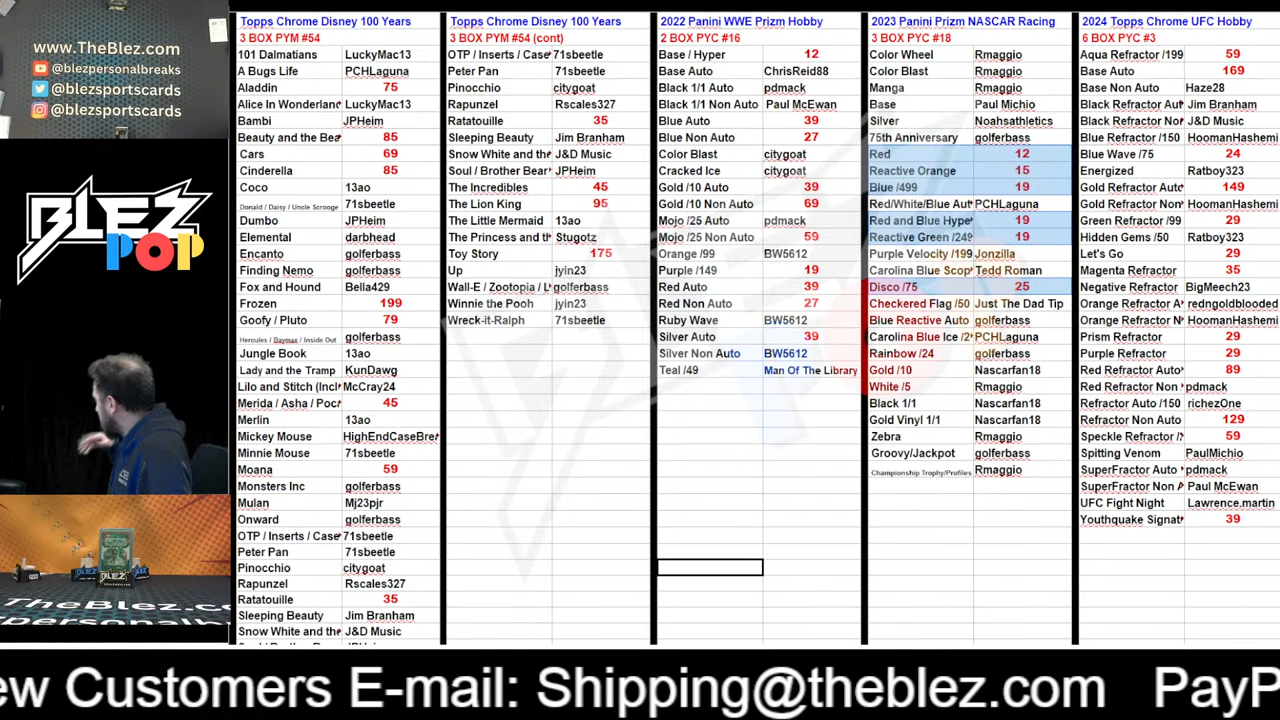 www.TheBlez.com
@blezpersonalbreaks
@blezsportscards
@blezsportscards
BLEZ
POP
BLEZ
TheBlez.co
Topps Chrome Disney 100 Years
3 BOX PYM #54
101 Dalmatians LuckyMac13
A Bugs Life PCHLaguna
Aladdin 75
Alice In Wonderlan LuckyMac13
Bambi JPHeim
Beauty and the Bea 85
Cars 69
Cinderella 85
Coco 13ao
Donald / Daisy / Uncle Scrooge 71sbeetle
Dumbo JPHeim
Elemental darbhead
Encanto golferbass
Finding Nemo golferbass
Fox and Hound Bella429
Frozen 199
Goofy / Pluto 79
Hercules / Baymax / Inside Out golferbass
Jungle Book 13ao
Lady and the Tramp KunDawg
Lilo and Stitch (Incl McCray24
Merida / Asha / Poc 45
Merlin 13ao
Mickey Mouse HighEndCaseBre
Minnie Mouse 71sbeetle
Moana 59
Monsters Inc golferbass
Mulan Mj23pjr
Onward golferbass
OTP / Inserts / Case 71sbeetle
Peter Pan 71sbeetle
Pinocchio citygoat
Rapunzel Rscales327
Ratatouille 35
Sleeping Beauty Jim Branham
Snow White and the J&D Music
Topps Chrome Disney 100 Years
3 BOX PYM #54 (cont)
OTP / Inserts / Case 71sbeetle
Peter Pan 71sbeetle
Pinocchio citygoat
Rapunzel Rscales327
Ratatouille 35
Sleeping Beauty Jim Branham
Snow White and th J&D Music
Soul / Brother Bear JPHeim
The Incredibles 45
The Lion King 95
The Little Mermaid 13ao
The Princess and th Stugotz
Toy Story 175
Up jyin23
Wall-E / Zootopia / golferbass
Winnie the Pooh jyin23
Wreck-it-Ralph 71sbeetle
2022 Panini WWE Prizm Hobby
2 BOX PYC #16
Base / Hyper 12
Base Auto ChrisReid88
Black 1/1 Auto pdmack
Black 1/1 Non Auto Paul McEwan
Blue Auto 39
Blue Non Auto 27
Color Blast citygoat
Cracked Ice citygoat
Gold /10 Auto 39
Gold /10 Non Auto 69
Mojo /25 Auto pdmack
Mojo /25 Non Auto 59
Orange /99 BW5612
Purple /149 19
Red Auto 39
Red Non Auto 27
Ruby Wave BW5612
Silver Auto 39
Silver Non Auto BW5612
Teal /49 Man Of The Library
2023 Panini Prizm NASCAR Racing
3 BOX PYC #18
Color Wheel Rmaggio
Color Blast Rmaggio
Manga Rmaggio
Base Paul Michio
Silver Noahsathletics
75th Anniversary golferbass
Red 12
Reactive Orange 15
Blue /499 19
Red/White/Blue Aut PCHLaguna
Red and Blue Hype 19
Reactive Green /249 19
Purple Velocity /199 Jonzilla
Carolina Blue Scop Tedd Roman
Disco /75 25
Checkered Flag /50 Just The Dad Tip
Blue Reactive Auto golferbass
Carolina Blue Ice /2 PCHLaguna
Rainbow /24 golferbass
Gold /10 Nascarfan18
White /5 Rmaggio
Black 1/1 Nascarfan18
Gold Vinyl 1/1 Nascarfan18
Zebra Rmaggio
Groovy/Jackpot golferbass
Championship Trophy/Profiles Rmaggio
2024 Topps Chrome UFC Hobby
6 BOX PYC #3
Aqua Refractor /199 59
Base Auto 169
Base Non Auto Haze28
Black Refractor Aut Jim Branham
Black Refractor Nor J&D Music
Blue Refractor /150 HoomanHashemi
Blue Wave /75 24
Energized Ratboy323
Gold Refractor Aut 149
Gold Refractor Non HoomanHashemi
Green Refractor /99 29
Hidden Gems /50 Ratboy323
Let's Go 29
Magenta Refractor 35
Negative Refractor BigMeech23
Orange Refractor A redngoldblooded
Orange Refractor N HoomanHashemi
Prism Refractor 29
Purple Refractor 29
Red Refractor Auto 89
Red Refractor Non pdmack
Refractor Auto /150 richezOne
Refractor Non Auto 129
Speckle Refractor / 59
Spitting Venom PaulMichio
SuperFractor Auto pdmack
SuperFractor Non A Paul McEwan
UFC Fight Night Lawrence.martin
Youthquake Signat 39
ew Customers E-mail: Shipping@theblez.com PayP